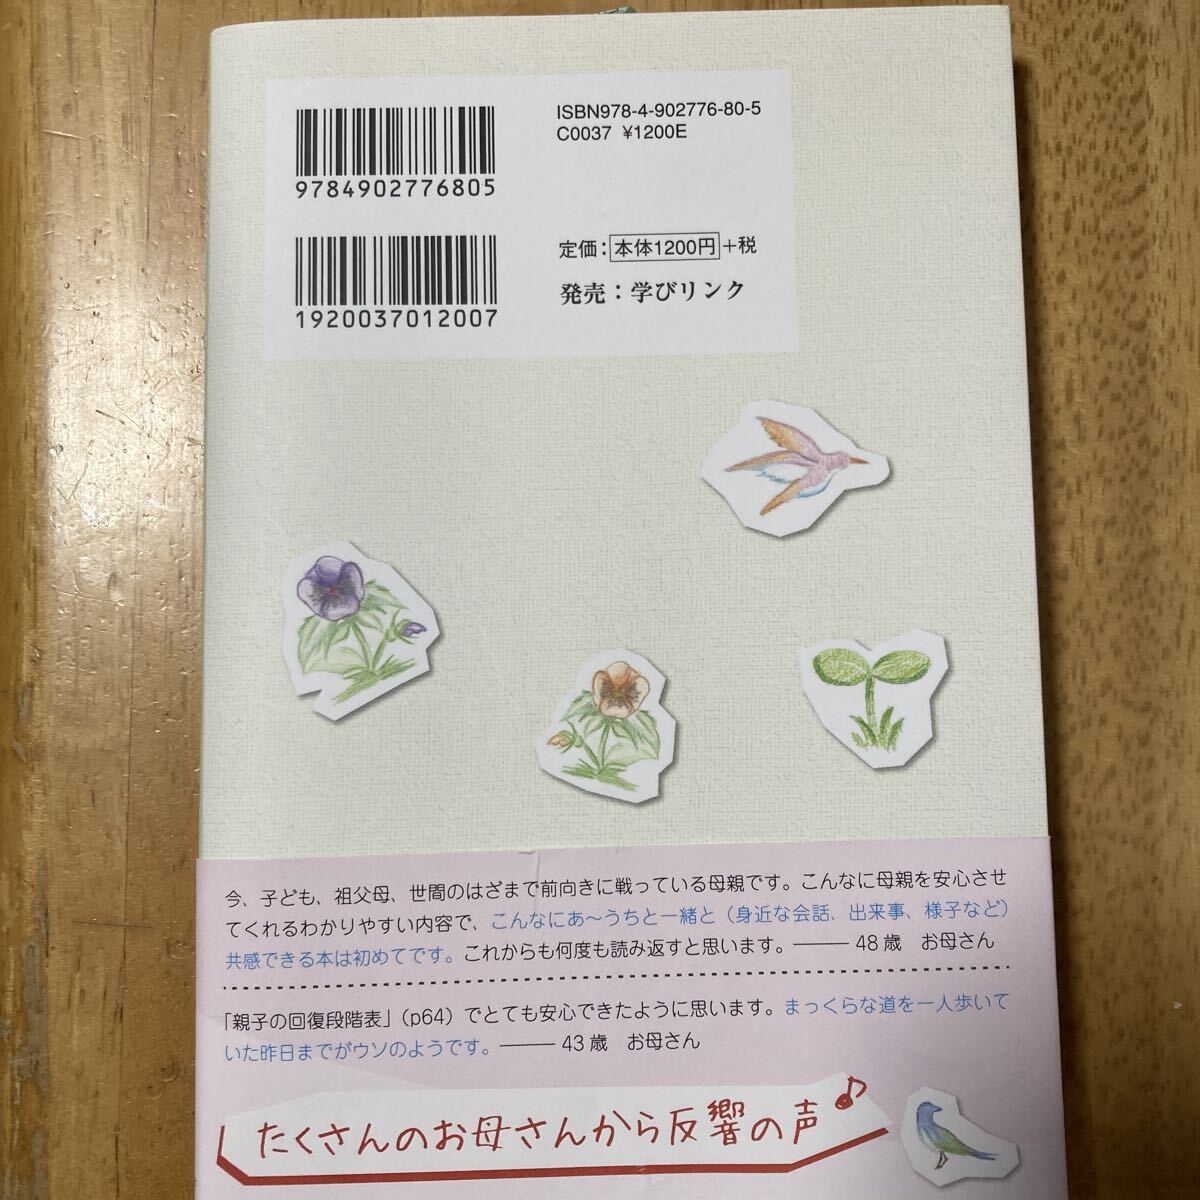 ISBN978-4-902776-80-5
C0037 ¥1200E
9784902776805
定価：本体1200円+税
発売：学びリンク
1920037012007
今、子ども、祖父母、世間のはざまで前向きに戦っている母親です。こんなに母親を安心させ
てくれるわかりやすい内容で、こんなにあ～うちと一緒と（身近な会話、出来事、様子など）
共感できる本は初めてです。これからも何度も読み返すと思います。―― 48歳　お母さん
「親子の回復段階表」（p64）でとても安心できたように思います。まっくらな道を一人歩いて
いた昨日までがウソのようです。―― 43歳　お母さん
たくさんのお母さんから反響の声♪